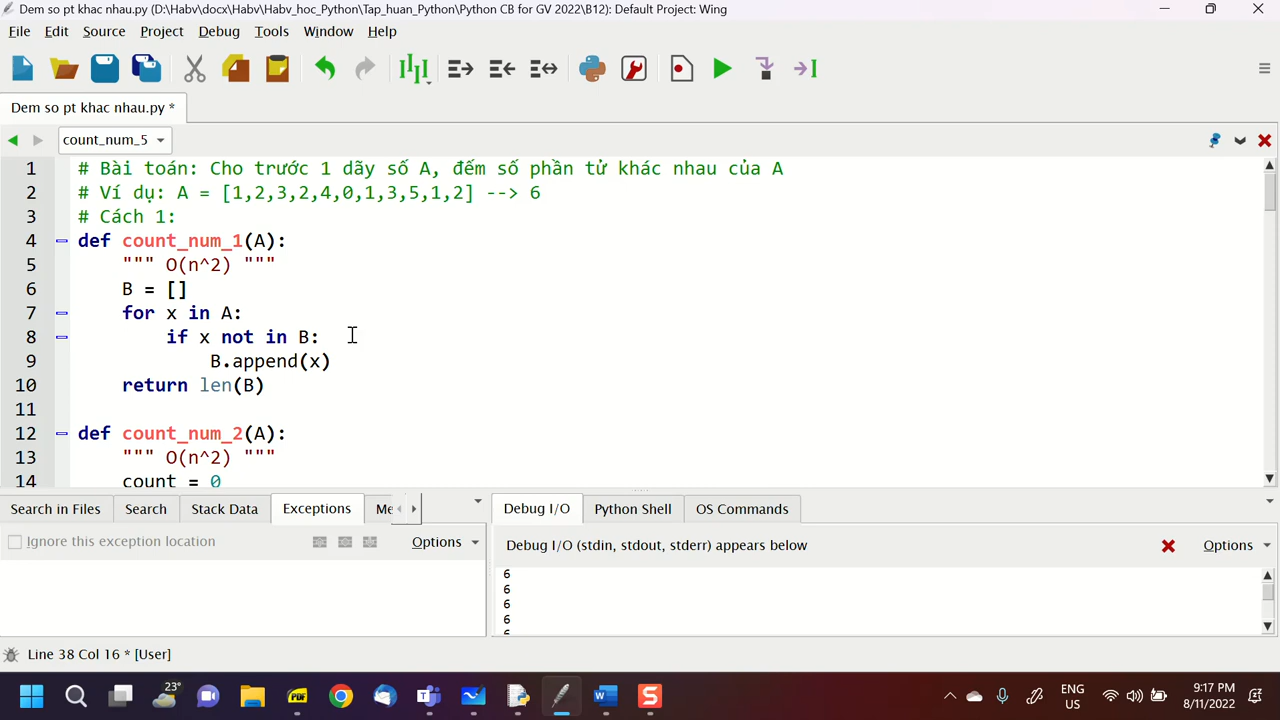 Dem so pt khac nhau.py (D:\Habv\docx\Habv\Habv_hoc_Python\Tap_huan_Python\Python CB for GV 2022\B12): Default Project: Wing
File Edit Source Project Debug Tools Window Help
Dem so pt khac nhau.py *
count_num_5
1 # Bài toán: Cho trước 1 dãy số A, đếm số phần tử khác nhau của A
2 # Ví dụ: A = [1,2,3,2,4,0,1,3,5,1,2] --> 6
3 # Cách 1:
4 def count_num_1(A):
5 """ O(n^2) """
6 B = []
7 for x in A:
8 if x not in B:
9 B.append(x)
10 return len(B)
11
12 def count_num_2(A):
13 """ O(n^2) """
14 count = 0
Search in Files Search Stack Data Exceptions Me Debug I/O Python Shell OS Commands
Ignore this exception location Options Debug I/O (stdin, stdout, stderr) appears below Options
6
6
6
6
6
Line 38 Col 16 * [User]
23°
PDF
ENG
US
9:17 PM
8/11/2022